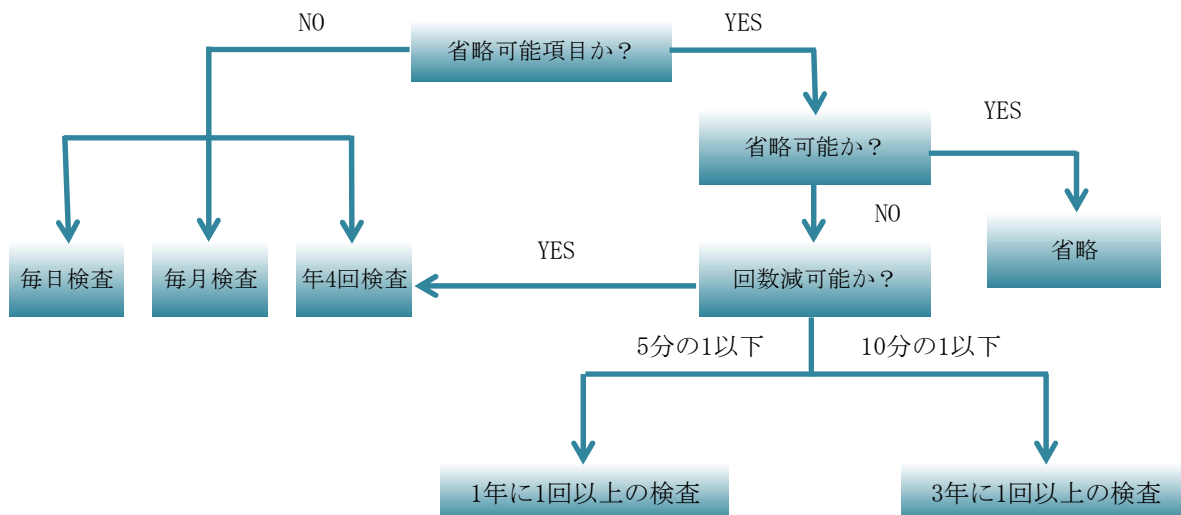 NO
YES
省略可能項目か？
YES
省略可能か？
NO
省略
YES
毎日検査
毎月検査
年4回検査
回数減可能か？
5分の1以下
10分の1以下
1年に1回以上の検査
3年に1回以上の検査